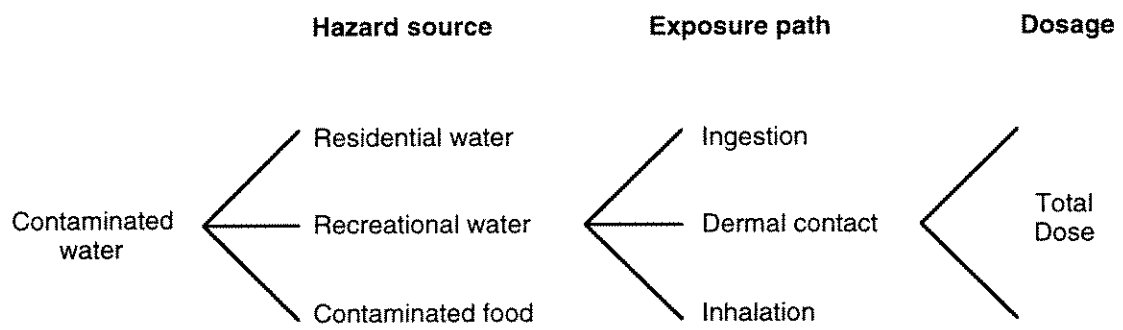 Hazard source Exposure path Dosage
Residential water Ingestion
Contaminated water Recreational water Dermal contact Total Dose
Contaminated food Inhalation